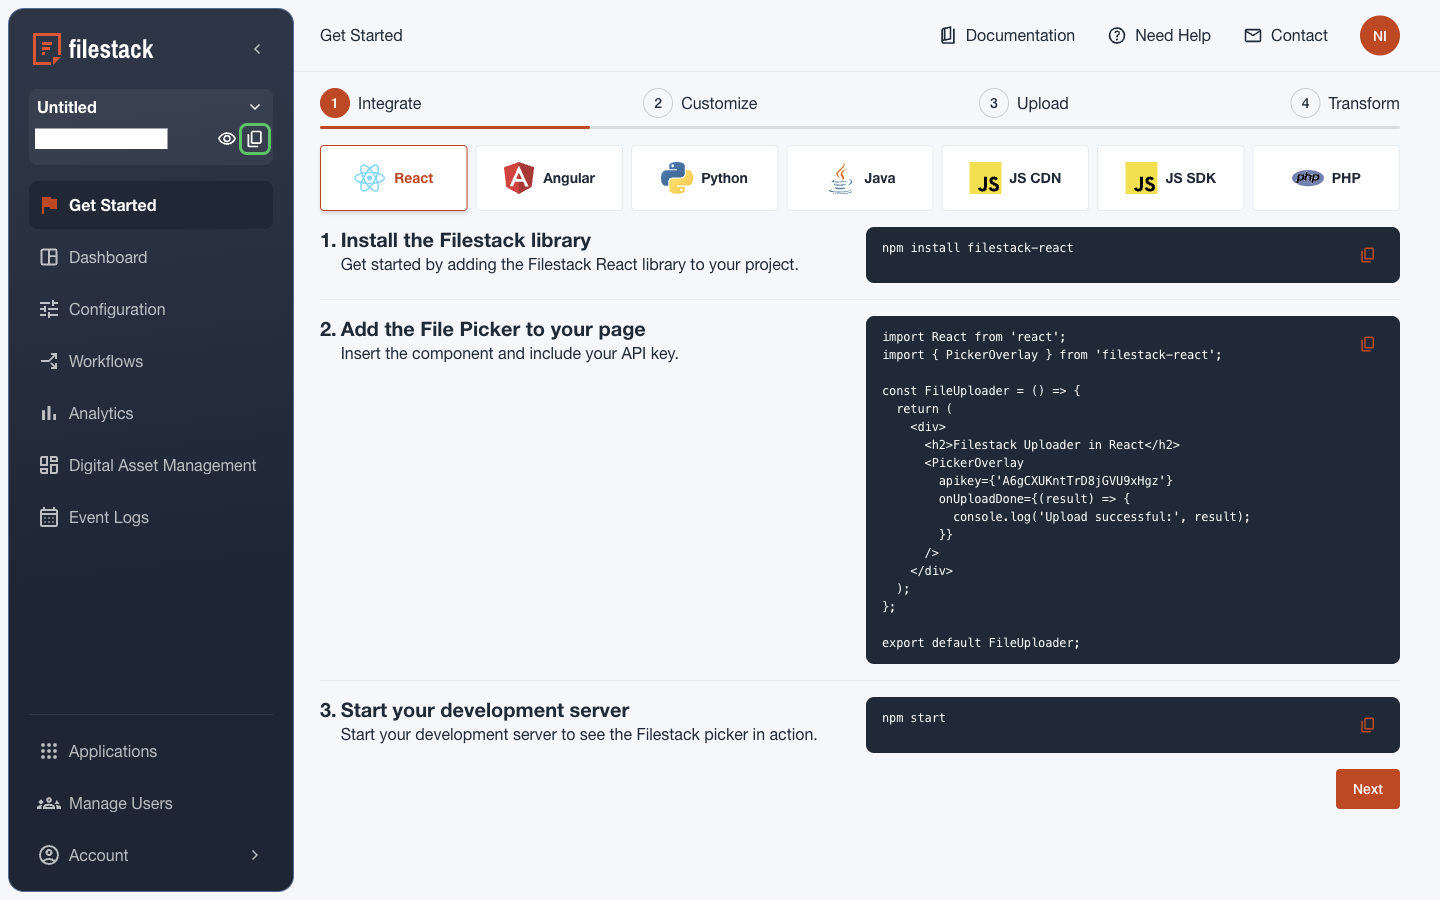 filestack
Untitled
Get Started
Dashboard
Configuration
Workflows
Analytics
Digital Asset Management
Event Logs
Applications
Manage Users
Account
Get Started
Documentation
Need Help
Contact
NI
1 Integrate
2 Customize
3 Upload
4 Transform
React
Angular
Python
Java
JS JS CDN
JS JS SDK
php PHP
1. Install the Filestack library
Get started by adding the Filestack React library to your project.
npm install filestack-react
2. Add the File Picker to your page
Insert the component and include your API key.
import React from 'react';
import { PickerOverlay } from 'filestack-react';
const FileUploader = () => {
return (
<div>
<h2>Filestack Uploader in React</h2>
<PickerOverlay
apikey={'A6gCXUKntTrD8jGVU9xHgz'}
onUploadDone={(result) => {
console.log('Upload successful:', result);
}}
/>
</div>
);
};
export default FileUploader;
3. Start your development server
Start your development server to see the Filestack picker in action.
npm start
Next